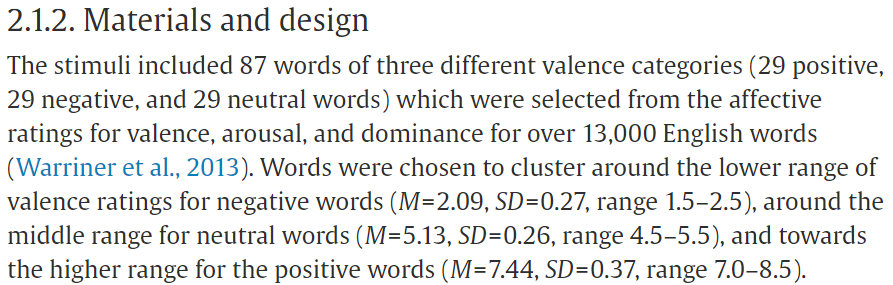 2.1.2. Materials and design
The stimuli included 87 words of three different valence categories (29 positive,
29 negative, and 29 neutral words) which were selected from the affective
ratings for valence, arousal, and dominance for over 13,000 English words
(Warriner et al., 2013). Words were chosen to cluster around the lower range of
valence ratings for negative words (M=2.09, SD=0.27, range 1.5–2.5), around the
middle range for neutral words (M=5.13, SD=0.26, range 4.5–5.5), and towards
the higher range for the positive words (M=7.44, SD=0.37, range 7.0–8.5).